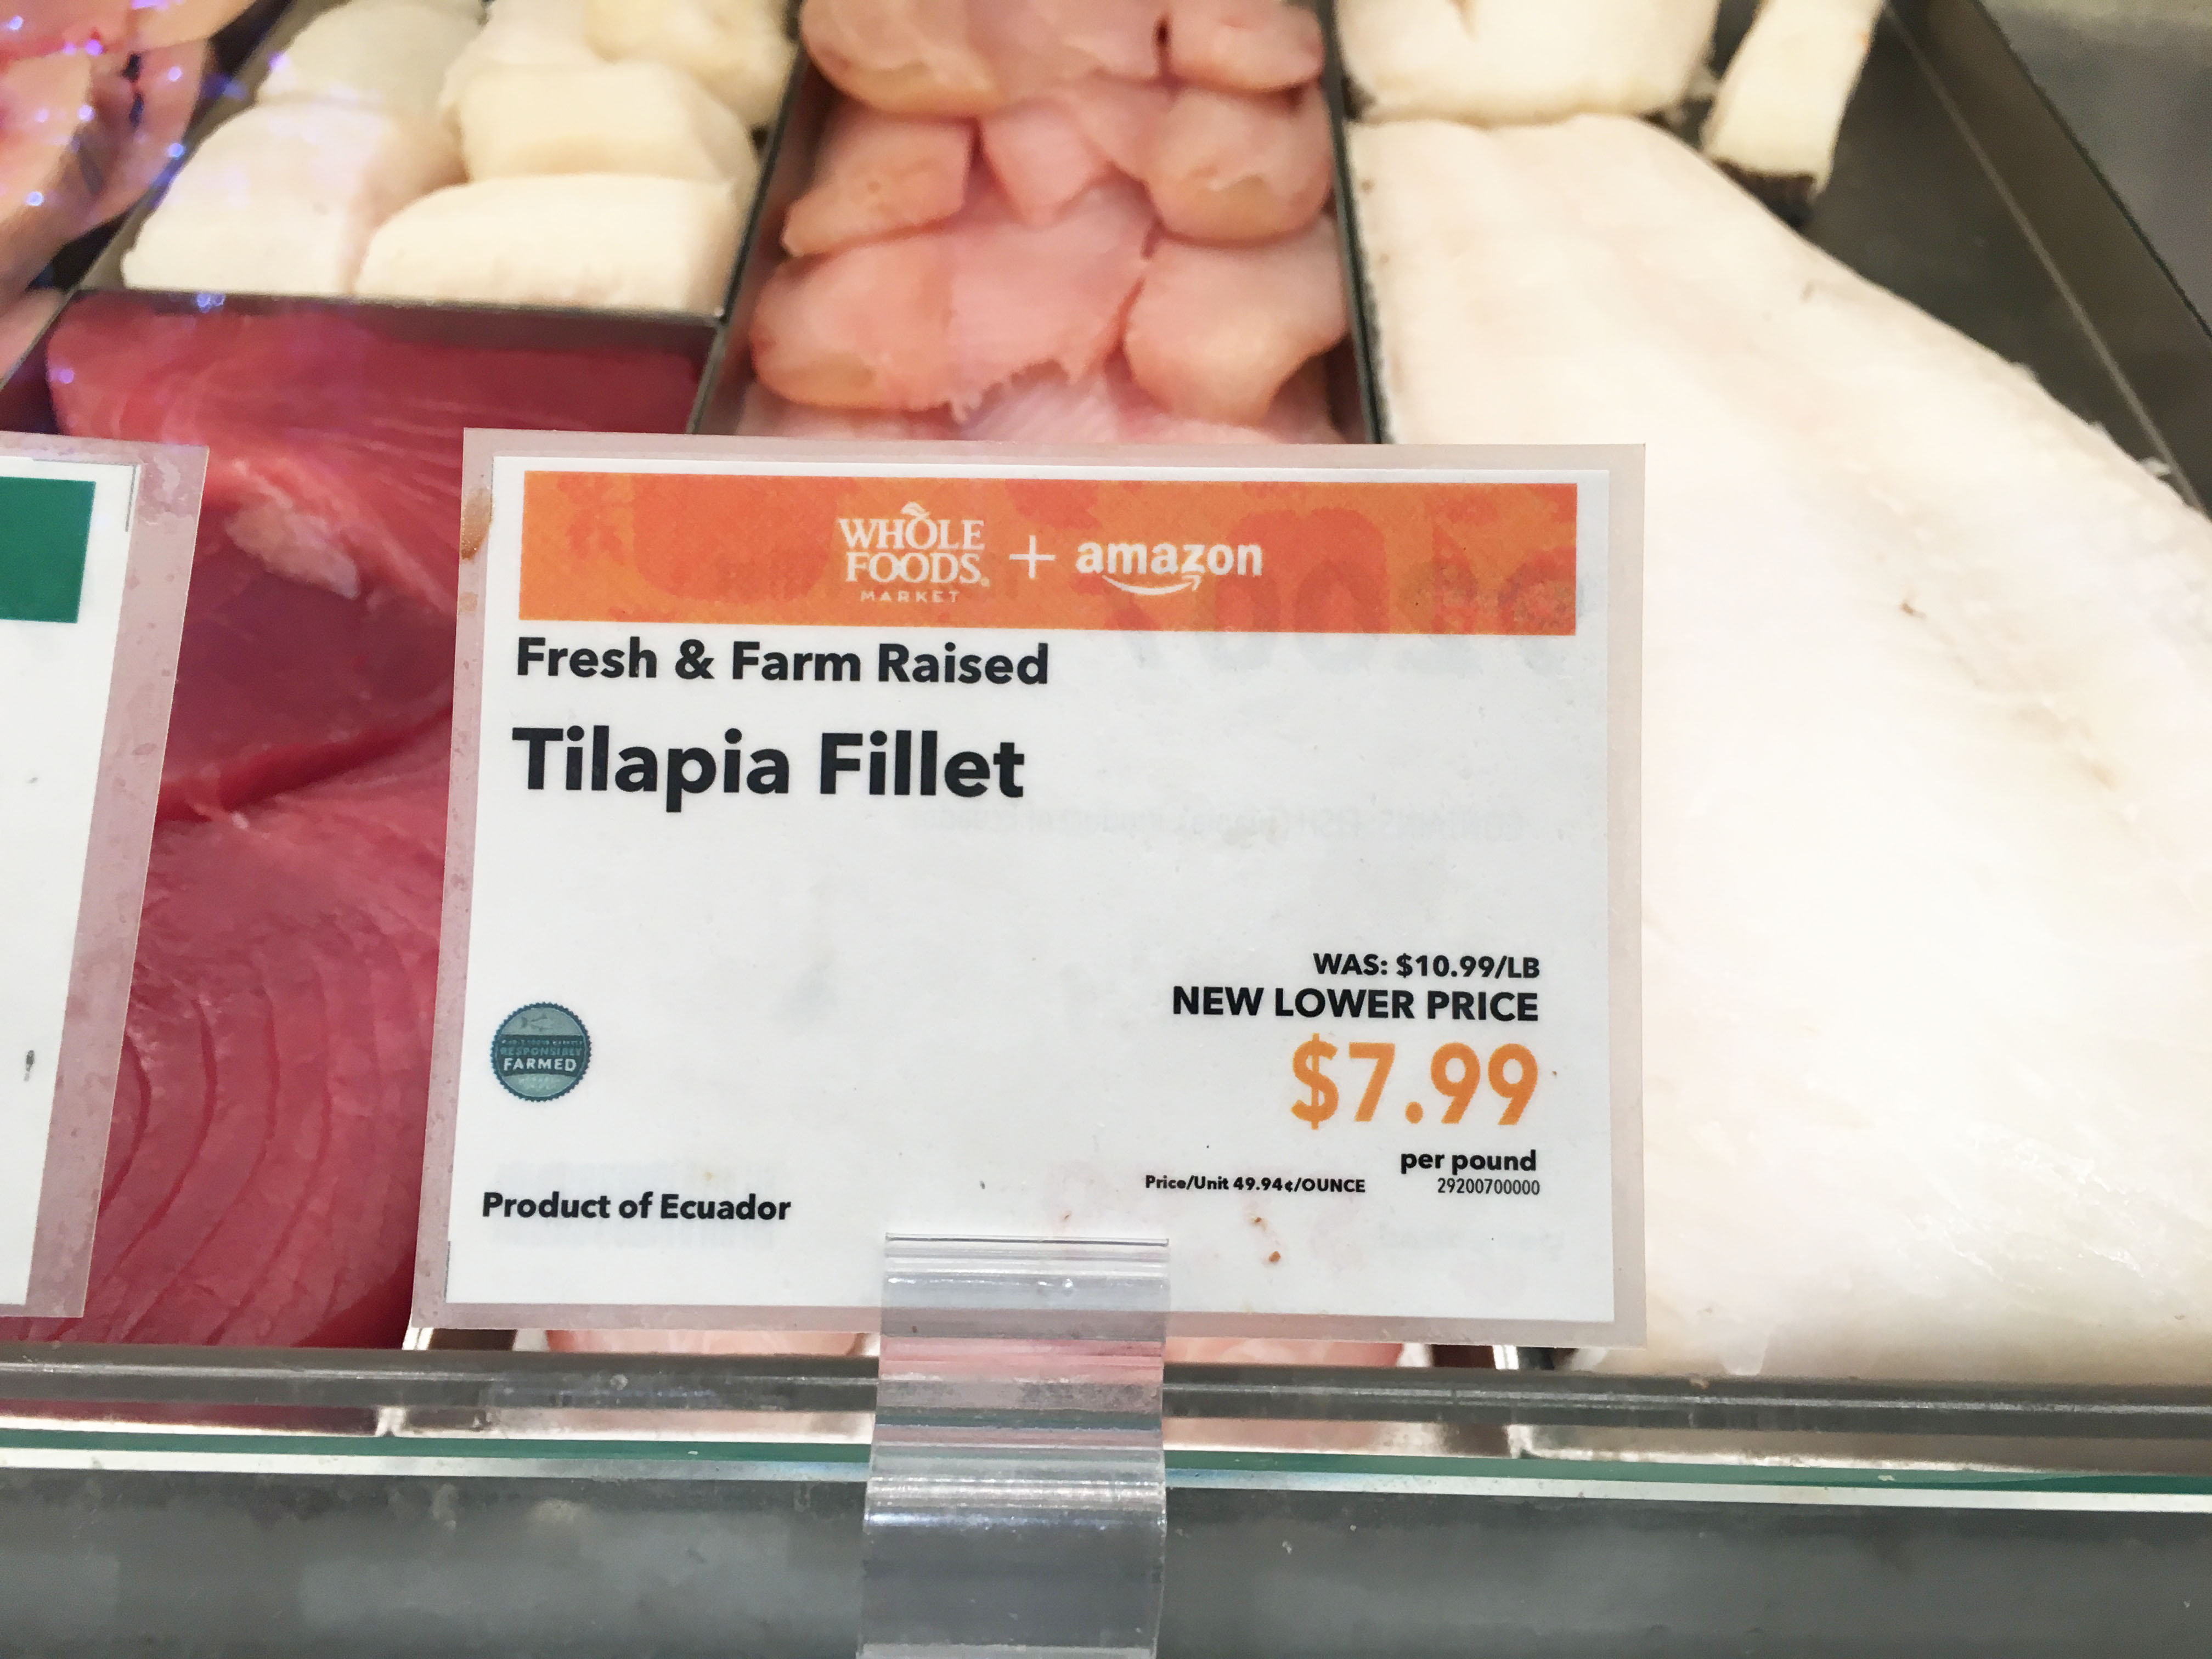 WHOLE
FOODS
MARKET
+ amazon
Fresh & Farm Raised
Tilapia Fillet
WAS: $10.99/LB
NEW LOWER PRICE
$7.99
per pound
Price/Unit 49.94¢/OUNCE
29200700000
RESPONSIBLY
FARMED
Product of Ecuador